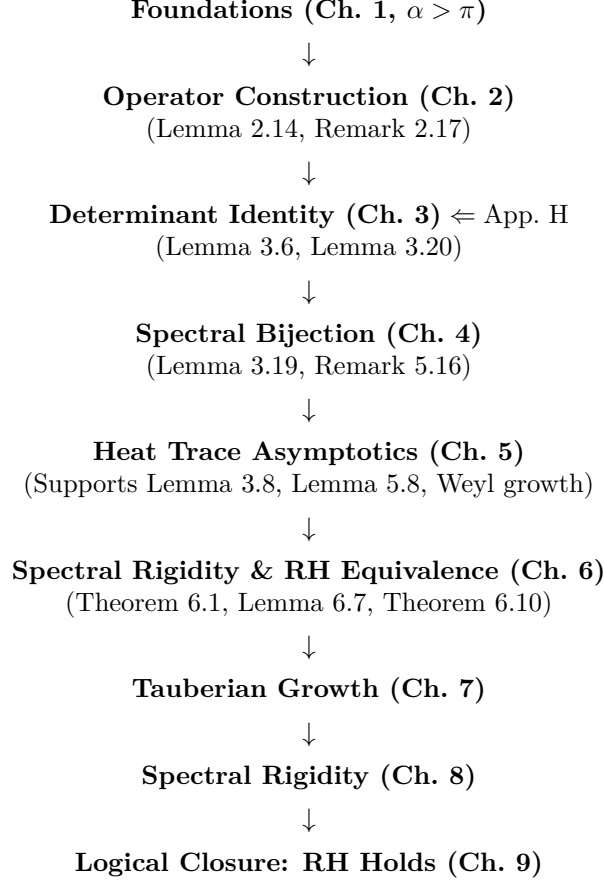 Foundations (Ch. 1, α > π)
↓
Operator Construction (Ch. 2)
(Lemma 2.14, Remark 2.17)
↓
Determinant Identity (Ch. 3) ⇐ App. H
(Lemma 3.6, Lemma 3.20)
↓
Spectral Bijection (Ch. 4)
(Lemma 3.19, Remark 5.16)
↓
Heat Trace Asymptotics (Ch. 5)
(Supports Lemma 3.8, Lemma 5.8, Weyl growth)
↓
Spectral Rigidity & RH Equivalence (Ch. 6)
(Theorem 6.1, Lemma 6.7, Theorem 6.10)
↓
Tauberian Growth (Ch. 7)
↓
Spectral Rigidity (Ch. 8)
↓
Logical Closure: RH Holds (Ch. 9)